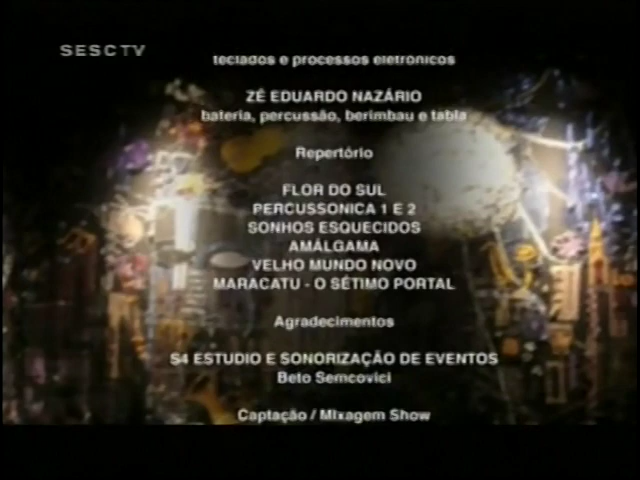 SESCTV
teclados e processos eletrônicos
ZÉ EDUARDO NAZÁRIO
bateria, percussão, berimbau e tabla
Repertório
FLOR DO SUL
PERCUSSONICA 1 E 2
SONHOS ESQUECIDOS
AMÁLGAMA
VELHO MUNDO NOVO
MARACATU - O SÉTIMO PORTAL
Agradecimentos
S4 ESTUDIO E SONORIZAÇÃO DE EVENTOS
Beto Semcovici
Captação / Mixagem Show